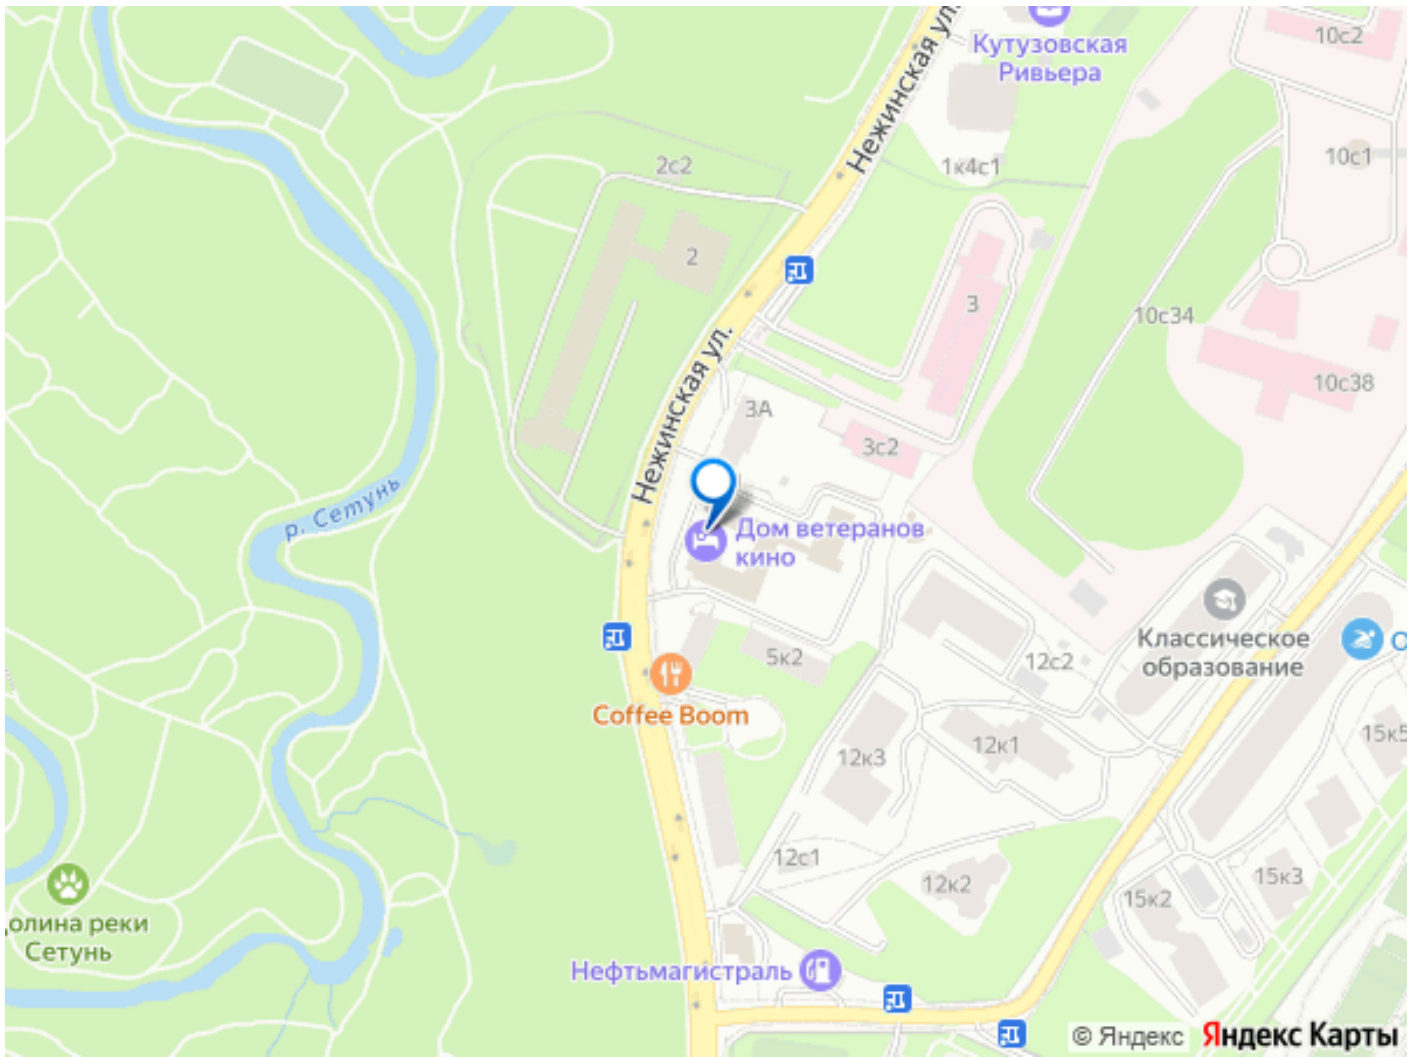 Нежинская ул.
Кутузовская
Ривьера
10с2
10с1
1к4с1
2с2
2
3
10с34
10с38
Нежинская ул.
3А
3с2
р. Сетунь
Дом ветеранов
кино
Классическое
образование
О
5к2
12с2
Coffee Boom
12к3
12к1
15к5
12с1
12к2
15к3
15к2
олина реки
Сетунь
Нефтьмагистраль
© Яндекс Яндекс Карты